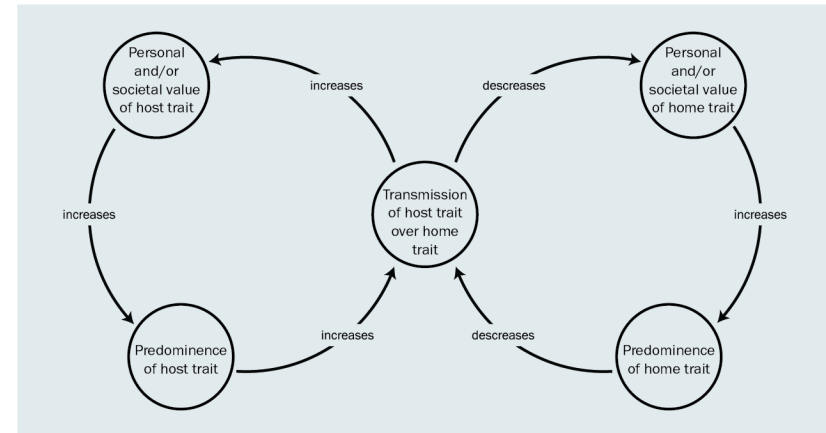 Personal
and/or
societal value
of host trait
increases
descreases
Personal
and/or
societal value
of home trait
increases
Transmission
of host trait
over home
trait
increases
Predominence
of host trait
increases
descreases
Predominence
of home trait